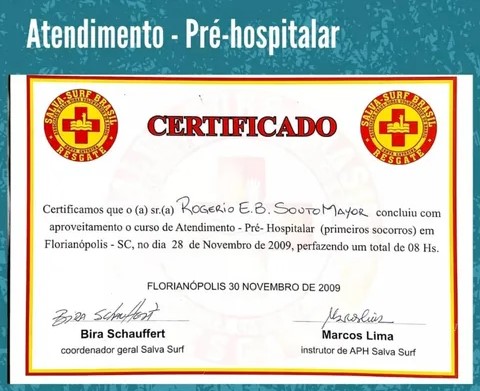 Atendimento - Pré-hospitalar
SALVA-SURF BRASIL
RESGATE
SALVA-SURF BRASIL
RESGATE
CERTIFICADO
Certificamos que o (a) sr.(a) ROGERIO E.B. SOUTO MAYOR concluiu com
aproveitamento o curso de Atendimento - Pré- Hospitalar (primeiros socorros) em
Florianópolis - SC, no dia 28 de Novembro de 2009, perfazendo um total de 08 Hs.
FLORIANÓPOLIS 30 NOVEMBRO DE 2009
BIRA Schauffert
Bira Schauffert
Marcos Lima
coordenador geral Salva Surf
instrutor de APH Salva Surf